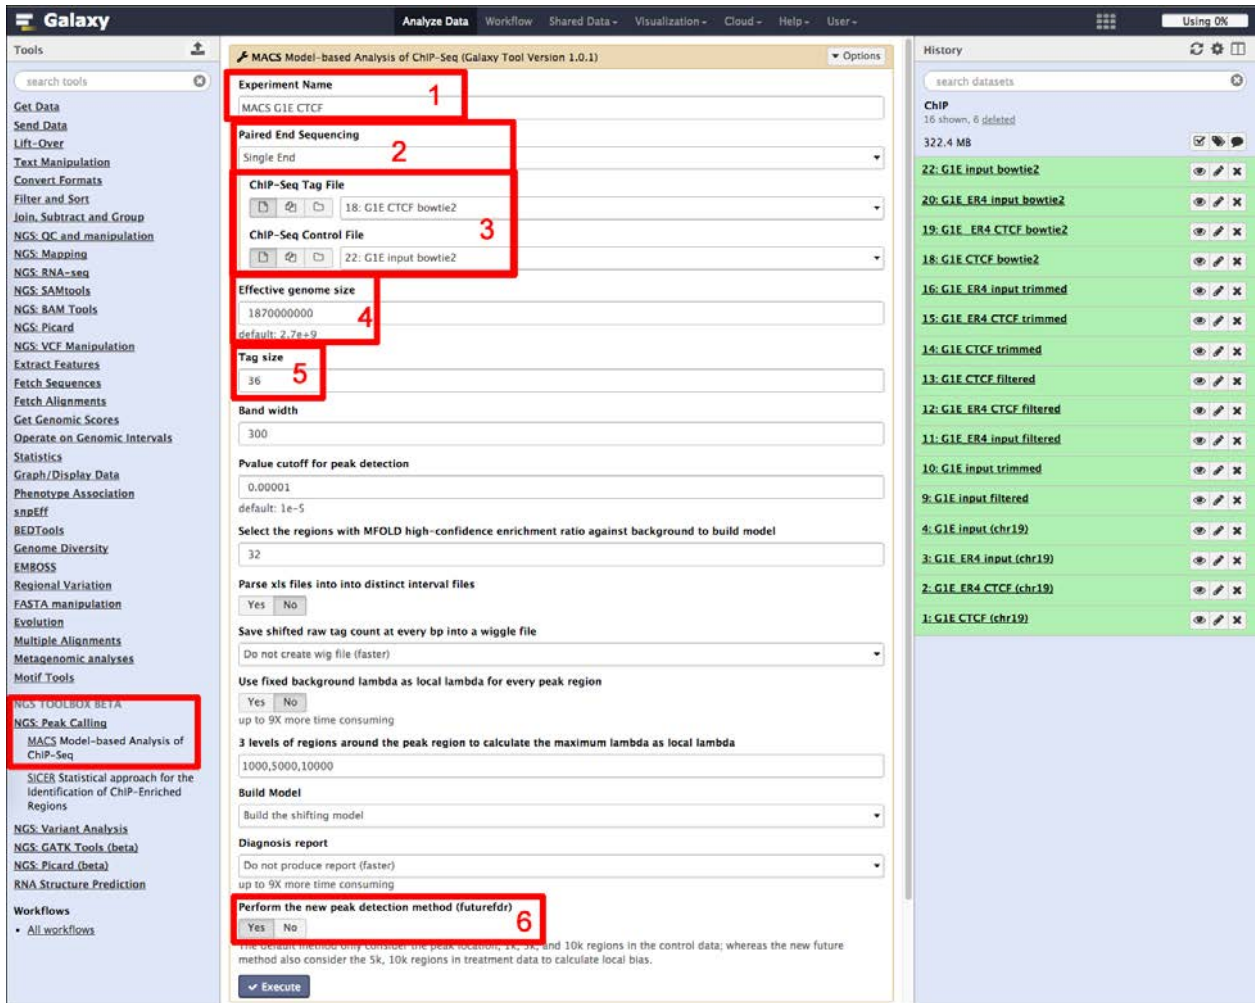 Galaxy
Analyze Data Workflow Shared Data Visualization Cloud Help User
Using 0%
Tools
search tools
Get Data
Send Data
Lift-Over
Text Manipulation
Convert Formats
Filter and Sort
Join, Subtract and Group
NGS: QC and manipulation
NGS: Mapping
NGS: RNA-seq
NGS: SAMtools
NGS: BAM Tools
NGS: Picard
NGS: VCF Manipulation
Extract Features
Fetch Sequences
Fetch Alignments
Get Genomic Scores
Operate on Genomic Intervals
Statistics
Graph/Display Data
Phenotype Association
snpEff
BEDTools
Genome Diversity
EMBOSS
Regional Variation
FASTA manipulation
Evolution
Multiple Alignments
Metagenomic analyses
Motif Tools
NGS TOOLBOX BETA
NGS: Peak Calling
MACS Model-based Analysis of
ChIP-Seq
SICER Statistical approach for the
Identification of ChIP-Enriched
Regions
NGS: Variant Analysis
NGS: GATK Tools (beta)
NGS: Picard (beta)
RNA Structure Prediction
Workflows
• All workflows
MACS Model-based Analysis of ChIP-Seq (Galaxy Tool Version 1.0.1)
Options
Experiment Name
1
MACS G1E CTCF
Paired End Sequencing
2
Single End
ChIP-Seq Tag File
18: G1E CTCF bowtie2
3
ChIP-Seq Control File
22: G1E input bowtie2
Effective genome size
1870000000
4
default: 2.7e+9
Tag size
5
36
Band width
300
Pvalue cutoff for peak detection
0.00001
default: 1e-5
Select the regions with MFOLD high-confidence enrichment ratio against background to build model
32
Parse xls files into into distinct interval files
Yes No
Save shifted raw tag count at every bp into a wiggle file
Do not create wig file (faster)
Use fixed background lambda as local lambda for every peak region
Yes No
up to 9X more time consuming
3 levels of regions around the peak region to calculate the maximum lambda as local lambda
1000,5000,10000
Build Model
Build the shifting model
Diagnosis report
Do not produce report (faster)
up to 9X more time consuming
Perform the new peak detection method (futurefdr)
6
Yes No
The default method only consider the peak location, 1k, 5k, and 10k regions in the control data; whereas the new future
method also consider the 5k, 10k regions in treatment data to calculate local bias.
Execute
History
search datasets
ChIP
16 shown, 6 deleted
322.4 MB
22: G1E input bowtie2
20: G1E_ER4 input bowtie2
19: G1E_ ER4 CTCF bowtie2
18: G1E CTCF bowtie2
16: G1E_ER4 input trimmed
15: G1E_ER4 CTCF trimmed
14: G1E CTCF trimmed
13: G1E CTCF filtered
12: G1E_ER4 CTCF filtered
11: G1E_ER4 input filtered
10: G1E input trimmed
9: G1E input filtered
4: G1E input (chr19)
3: G1E_ER4 input (chr19)
2: G1E_ER4 CTCF (chr19)
1: G1E CTCF (chr19)